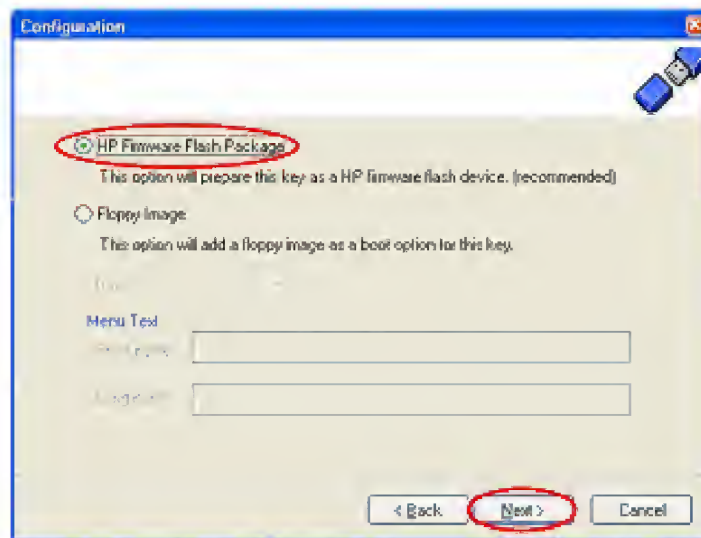 Configuration
HP Firmware Flash Package
This option will prepare this key as a HP firmware flash device. (recommended)
Floppy Image
This option will add a floppy image as a boot option for this key.
Menu Text
< Back
Next >
Cancel